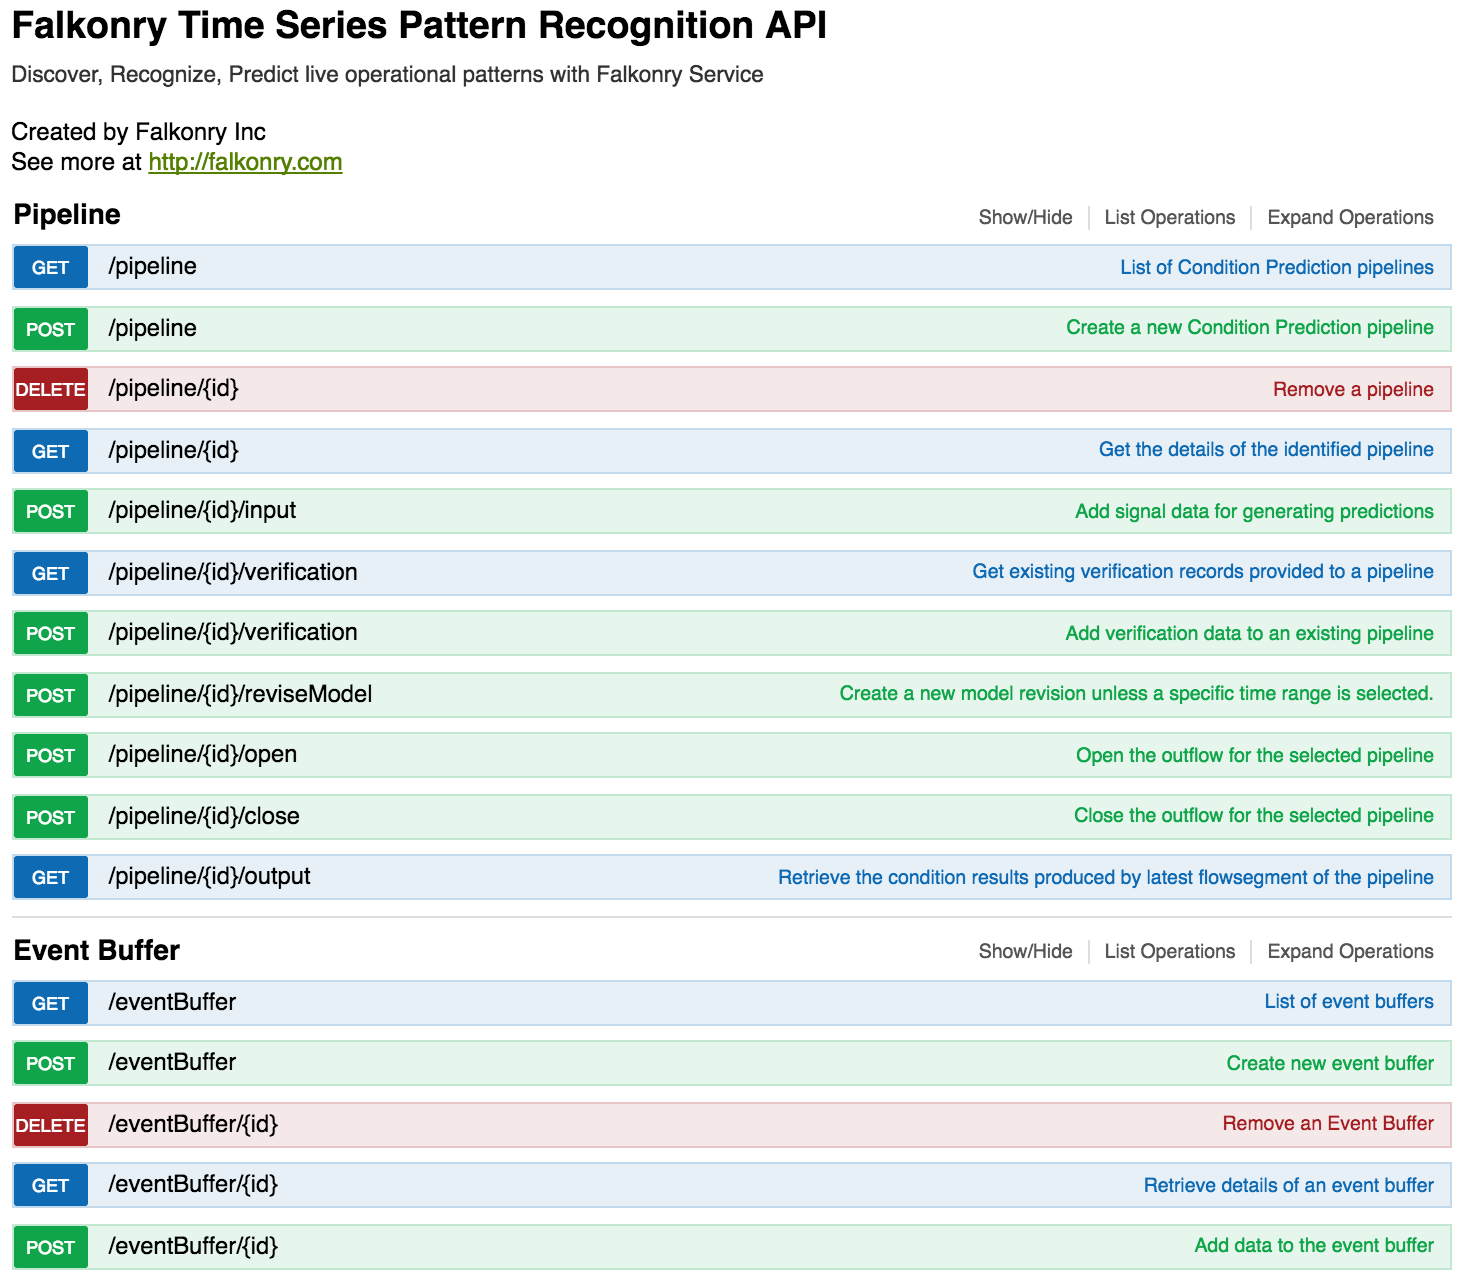 Falkonry Time Series Pattern Recognition API
Discover, Recognize, Predict live operational patterns with Falkonry Service
Created by Falkonry Inc
See more at http://falkonry.com
Pipeline Show/Hide List Operations Expand Operations
GET /pipeline List of Condition Prediction pipelines
POST /pipeline Create a new Condition Prediction pipeline
DELETE /pipeline/{id} Remove a pipeline
GET /pipeline/{id} Get the details of the identified pipeline
POST /pipeline/{id}/input Add signal data for generating predictions
GET /pipeline/{id}/verification Get existing verification records provided to a pipeline
POST /pipeline/{id}/verification Add verification data to an existing pipeline
POST /pipeline/{id}/reviseModel Create a new model revision unless a specific time range is selected.
POST /pipeline/{id}/open Open the outflow for the selected pipeline
POST /pipeline/{id}/close Close the outflow for the selected pipeline
GET /pipeline/{id}/output Retrieve the condition results produced by latest flowsegment of the pipeline
Event Buffer Show/Hide List Operations Expand Operations
GET /eventBuffer List of event buffers
POST /eventBuffer Create new event buffer
DELETE /eventBuffer/{id} Remove an Event Buffer
GET /eventBuffer/{id} Retrieve details of an event buffer
POST /eventBuffer/{id} Add data to the event buffer